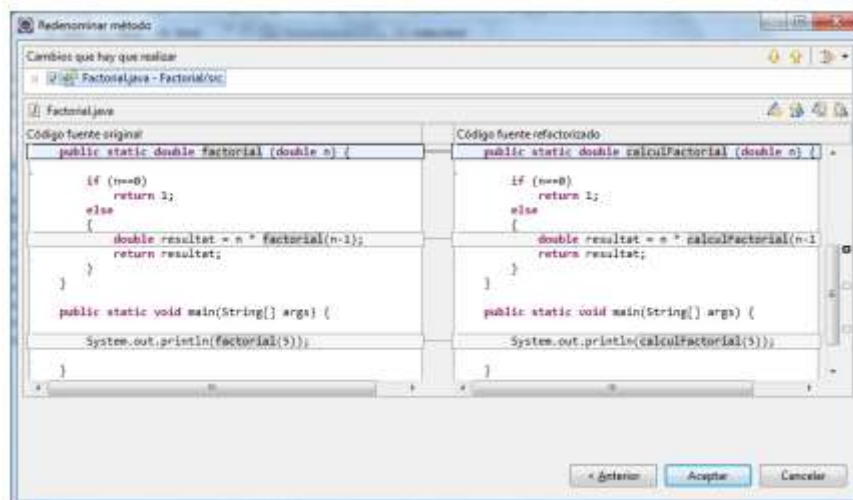 Redenominar método
Cambios que hay que realizar
Factorial.java - Factorial/src
Factorial.java
Código fuente original
public static double factorial (double n) {
if (n==0)
return 1;
else
{
double resultat = n * factorial(n-1);
return resultat;
}
}
public static void main(String[] args) {
System.out.println(factorial(5));
}
Código fuente refactorizado
public static double calculFactorial (double n) {
if (n==0)
return 1;
else
{
double resultat = n * calculFactorial(n-1
return resultat;
}
}
public static void main(String[] args) {
System.out.println(calculFactorial(5));
}
< Anterior
Aceptar
Cancelar